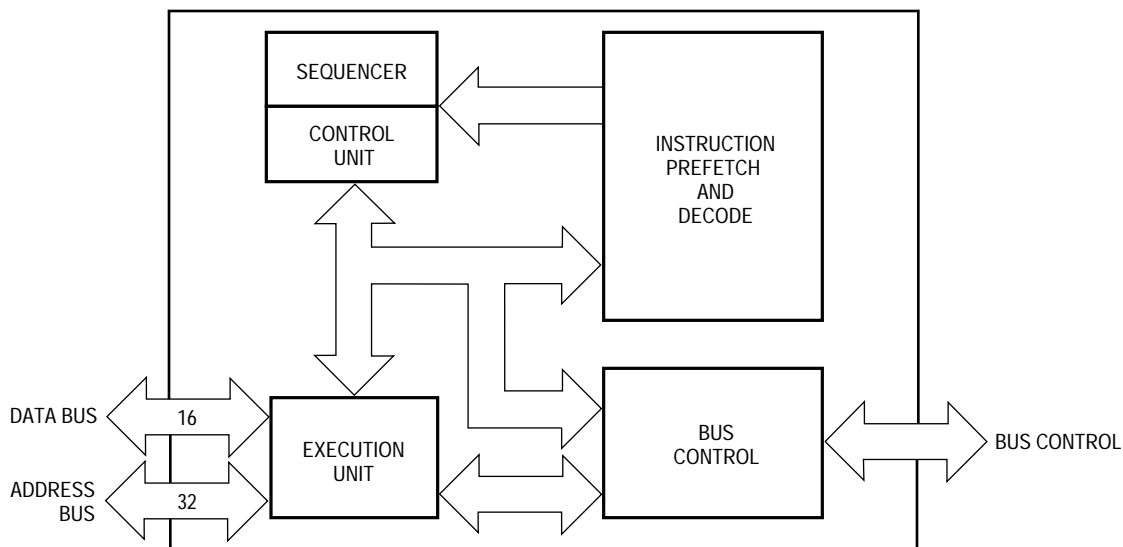 SEQUENCER
CONTROL
UNIT
INSTRUCTION
PREFETCH
AND
DECODE
DATA BUS
16
ADDRESS
BUS
32
EXECUTION
UNIT
BUS
CONTROL
BUS CONTROL